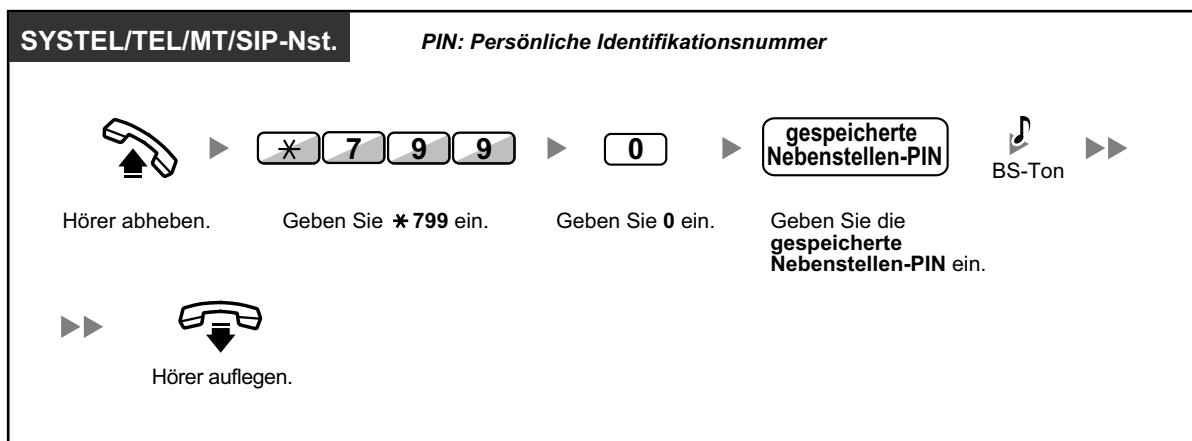 SYSTEL/TEL/MT/SIP-Nst. PIN: Persönliche Identifikationsnummer
* 7 9 9 0 gespeicherte Nebenstellen-PIN BS-Ton
Hörer abheben. Geben Sie *799 ein. Geben Sie 0 ein. Geben Sie die
gespeicherte
Nebenstellen-PIN ein.
Hörer auflegen.